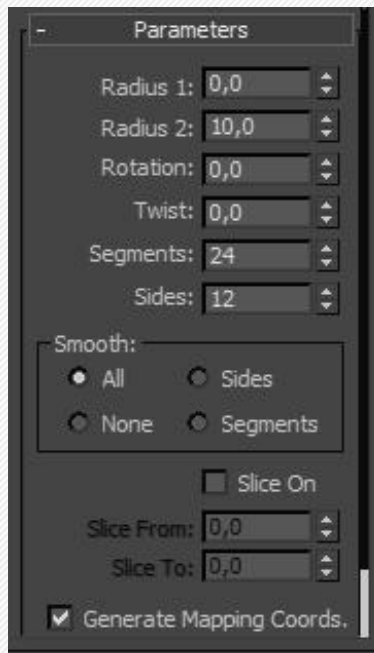 - Parameters
Radius 1: 0,0
Radius 2: 10,0
Rotation: 0,0
Twist: 0,0
Segments: 24
Sides: 12
Smooth:
All Sides
None Segments
Slice On
Slice From: 0,0
Slice To: 0,0
Generate Mapping Coords.